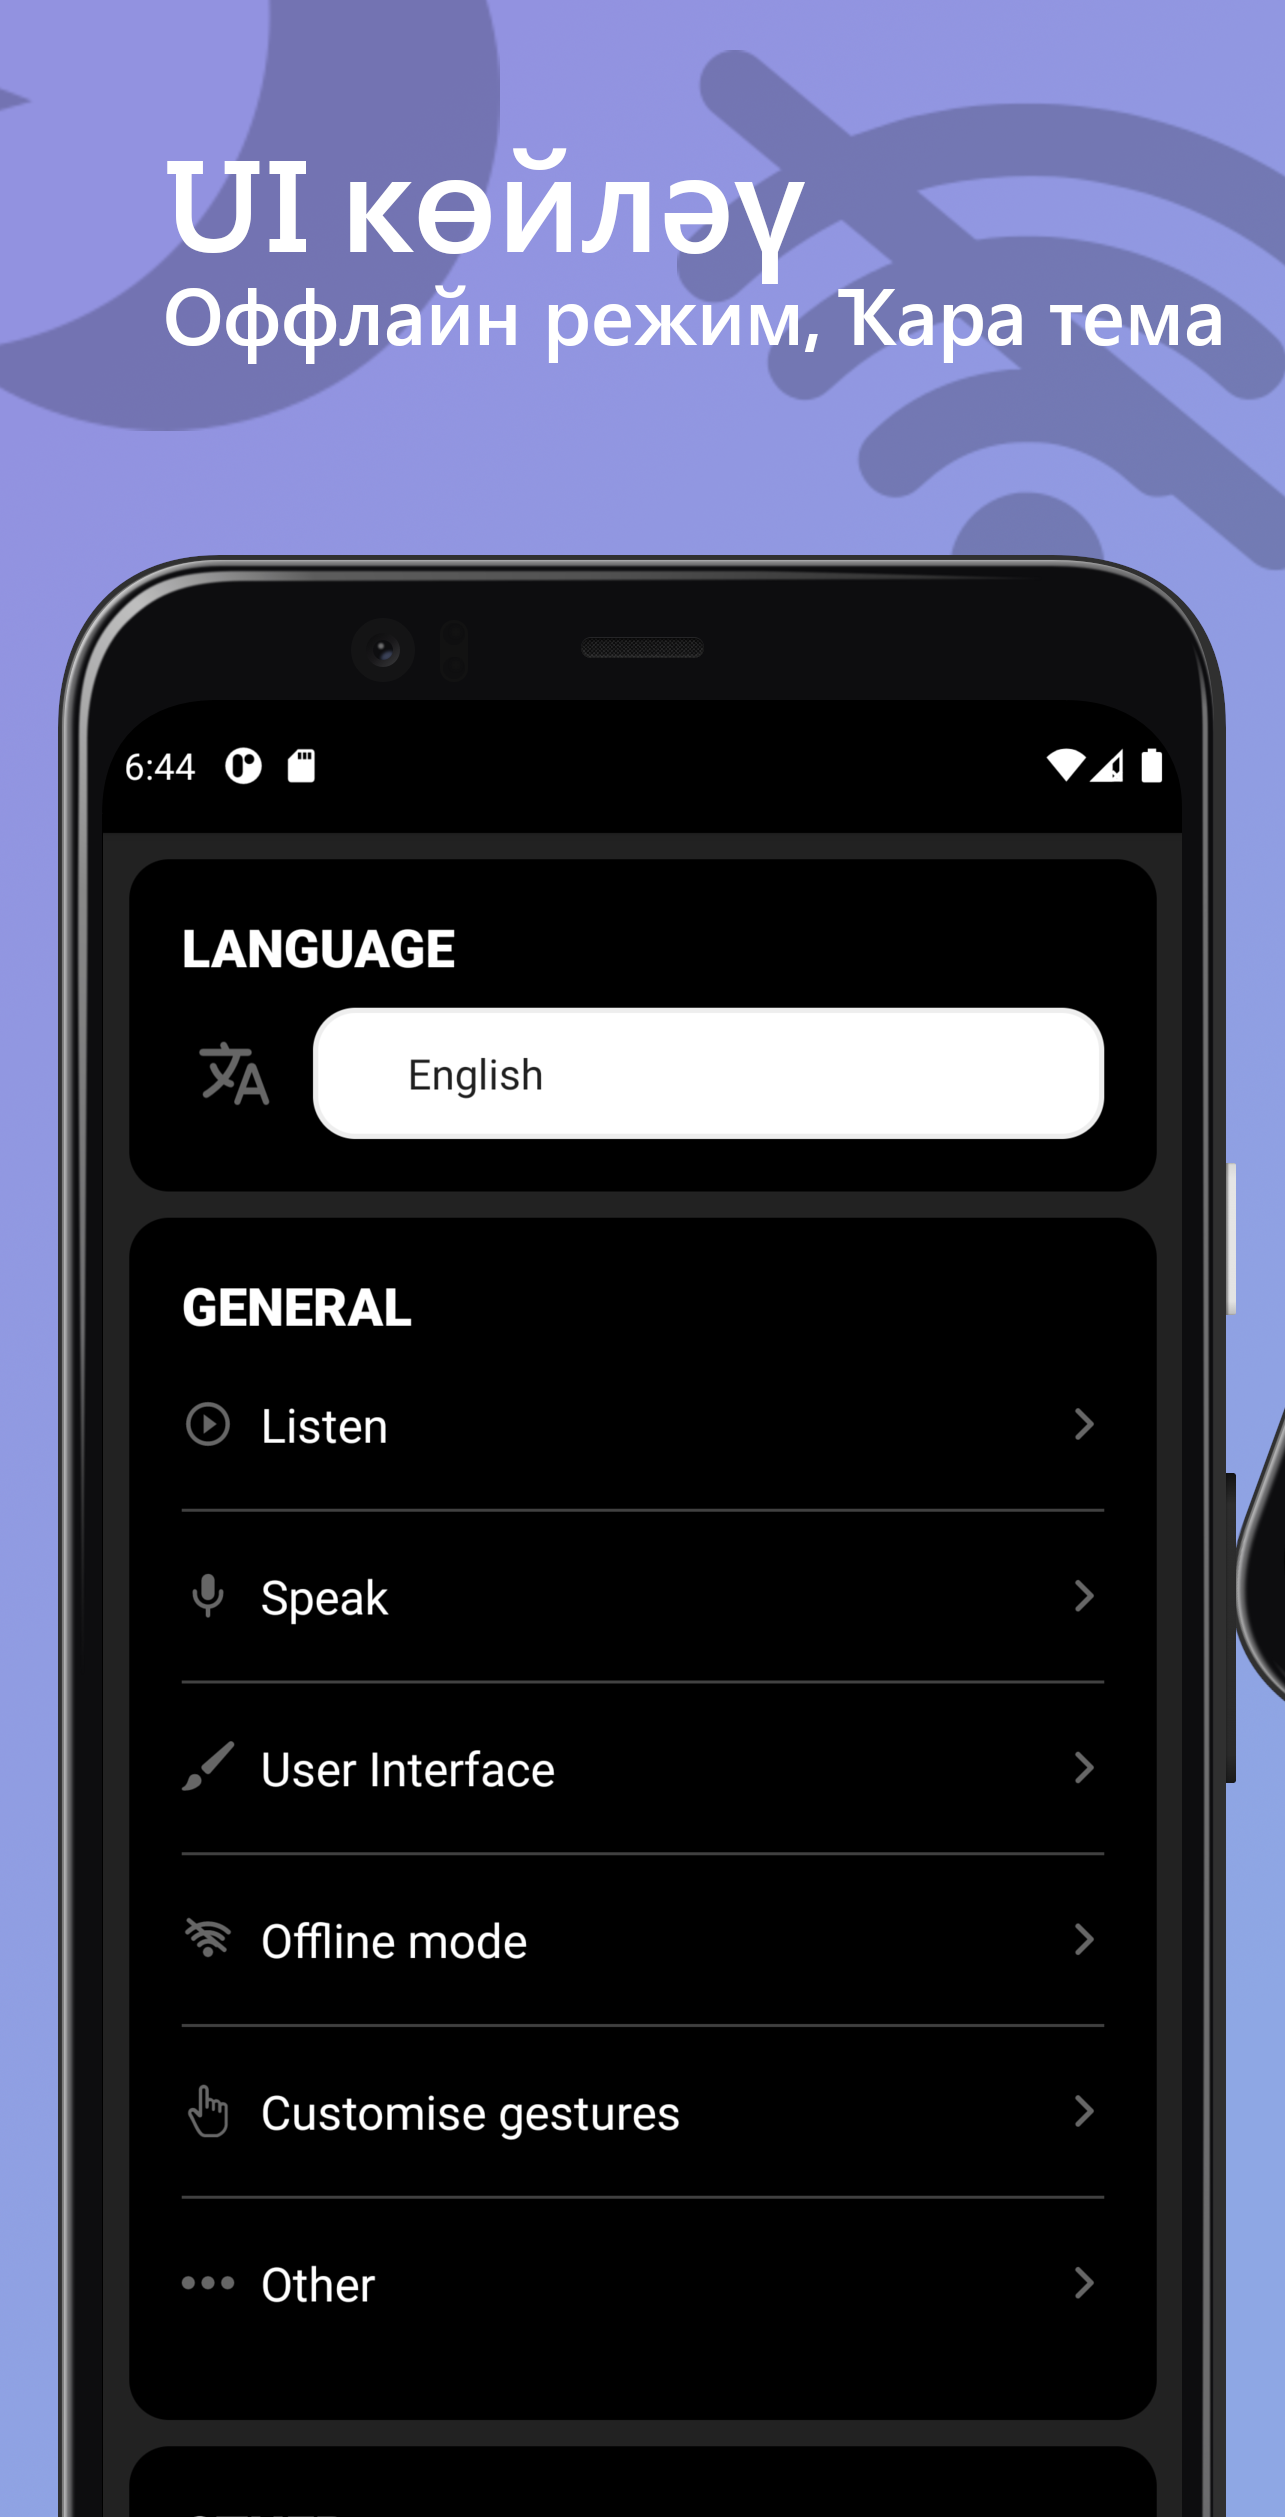 UI көйләү
Оффлайн режим, Ҡара тема
6:44
LANGUAGE
English
GENERAL
Listen
Speak
User Interface
Offline mode
Customise gestures
Other